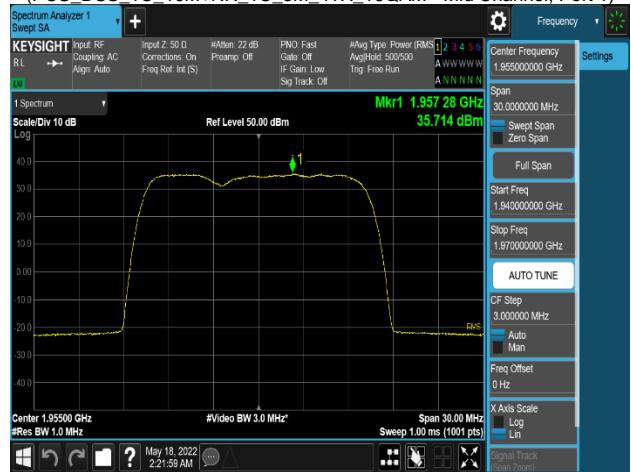 Spectrum Analyzer 1
Swept SA
Frequency
KEYSIGHT
RL
Input: RF
Coupling: AC
Align: Auto
Input Z: 50 Ω
Corrections: On
Freq Ref: Int (S)
#Atten: 22 dB
Preamp: Off
PNO: Fast
Gate: Off
IF Gain: Low
Sig Track: Off
#Avg Type: Power (RMS
Avg|Hold: 500/500
Trig: Free Run
1 2 3 4 5 6
A W W W W W
A N N N N N
LW
1 Spectrum
Scale/Div 10 dB
Log
Ref Level 50.00 dBm
Mkr1 1.957 28 GHz
35.714 dBm
1
40.0
30.0
20.0
10.0
0.00
-10.0
-20.0
-30.0
-40.0
RMS
Center 1.95500 GHz
#Res BW 1.0 MHz
#Video BW 3.0 MHz*
Span 30.00 MHz
Sweep 1.00 ms (1001 pts)
May 18, 2022
2:21:59 AM
Settings
Center Frequency
1.955000000 GHz
Span
30.0000000 MHz
Swept Span
Zero Span
Full Span
Start Freq
1.940000000 GHz
Stop Freq
1.970000000 GHz
AUTO TUNE
CF Step
3.000000 MHz
Auto
Man
Freq Offset
0 Hz
X Axis Scale
Log
Lin
Signal Track
(Span Zoom)